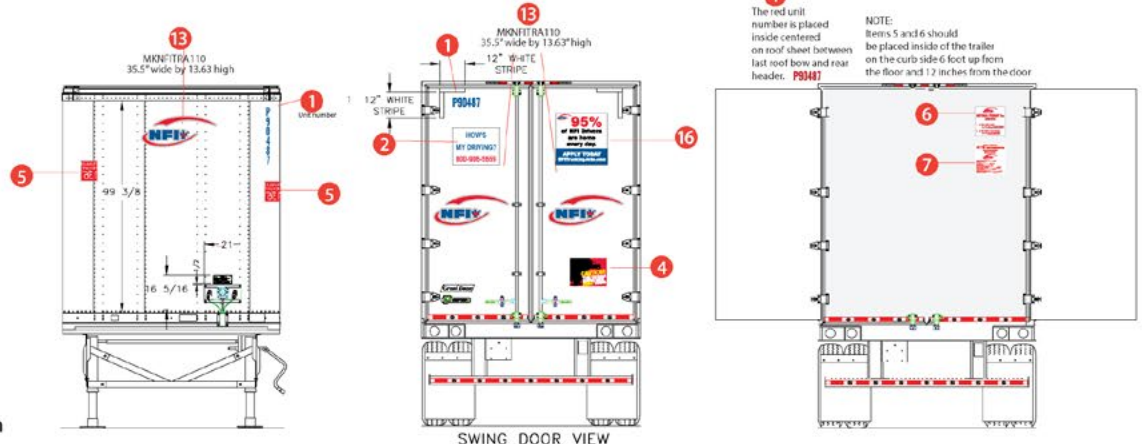 13
MKNFITRA110
35.5" wide by 13.63 high
1
Unit number
P90487
NFI
5
5
99 3/8
21
16 5/16
13
MKNFITRA110
35.5" wide by 13.63" high
1
12" WHITE
STRIPE
1
12" WHITE
STRIPE
P90487
2
HOW'S
MY DRIVING?
95%
of NFI Drivers
are home
every day.
APPLY TODAY
16
NFI
NFI
4
SWING DOOR VIEW
The red unit
number is placed
inside centered
on roof sheet between
last roof bow and rear
header. P90487
NOTE:
Items 5 and 6 should
be placed inside of the trailer
on the curb side 6 foot up from
the floor and 12 inches from the door
6
7